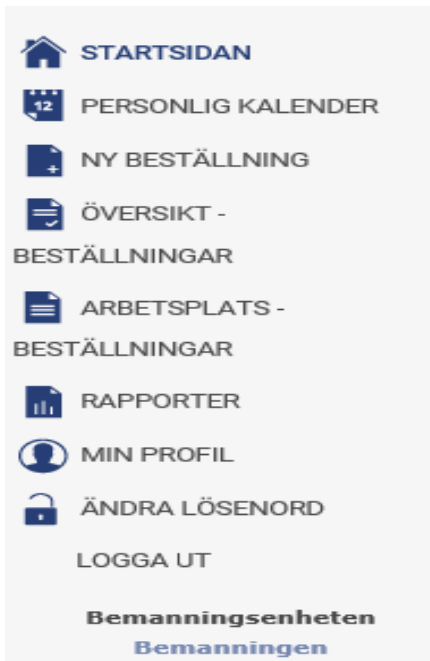 STARTSIDAN
12 PERSONLIG KALENDER
NY BESTÄLLNING
ÖVERSIKT -
BESTÄLLNINGAR
ARBETSPLATS -
BESTÄLLNINGAR
RAPPORTER
MIN PROFIL
ÄNDRA LÖSENORD
LOGGA UT
Bemanningsenheten
Bemanningen